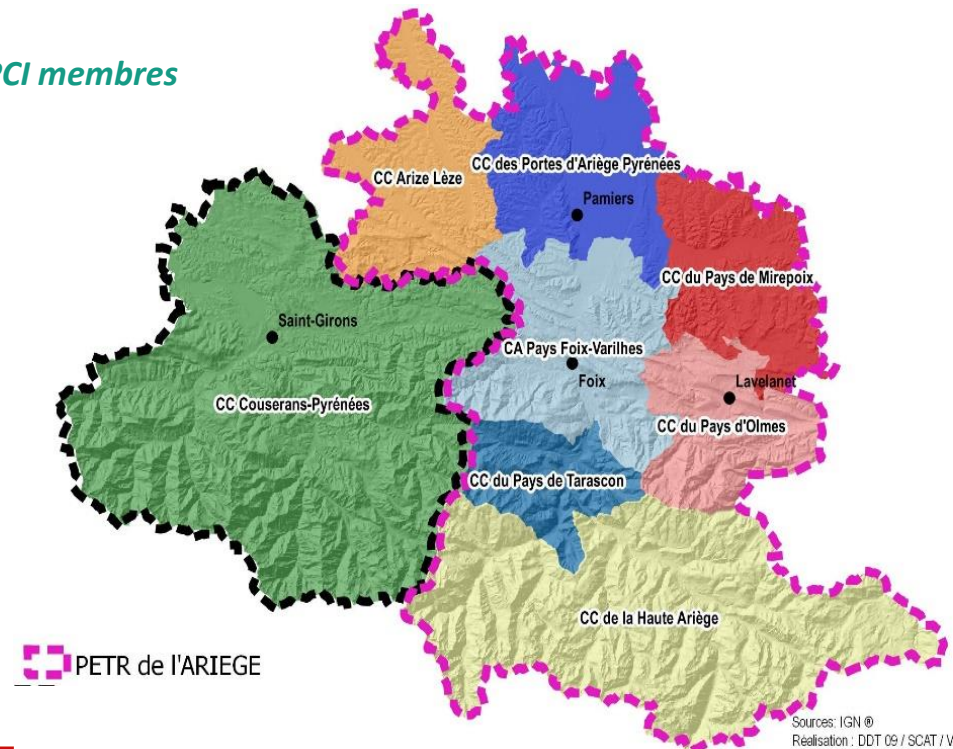 PCI membres
CC Arize Lèze
CC des Portes d'Ariège Pyrénées
Pamiers
CC du Pays de Mirepoix
Saint-Girons
CA Pays Foix-Varilhes
Foix
Lavelanet
CC Couserans-Pyrénées
CC du Pays d'Olmes
CC du Pays de Tarascon
CC de la Haute Ariège
PETR de l'ARIEGE
Sources: IGN ®
Réalisation : DDT 09 / SCAT / V